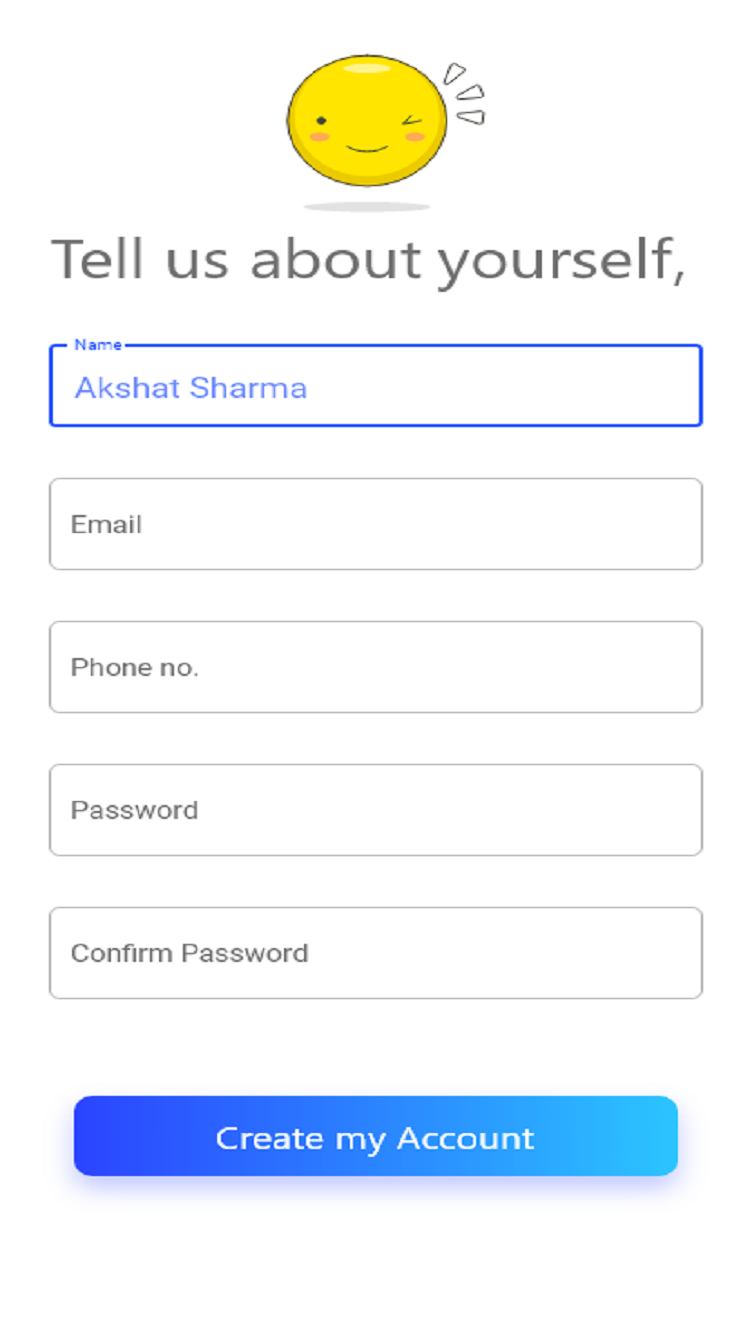 Tell us about yourself,
Name
Akshat Sharma
Email
Phone no.
Password
Confirm Password
Create my Account